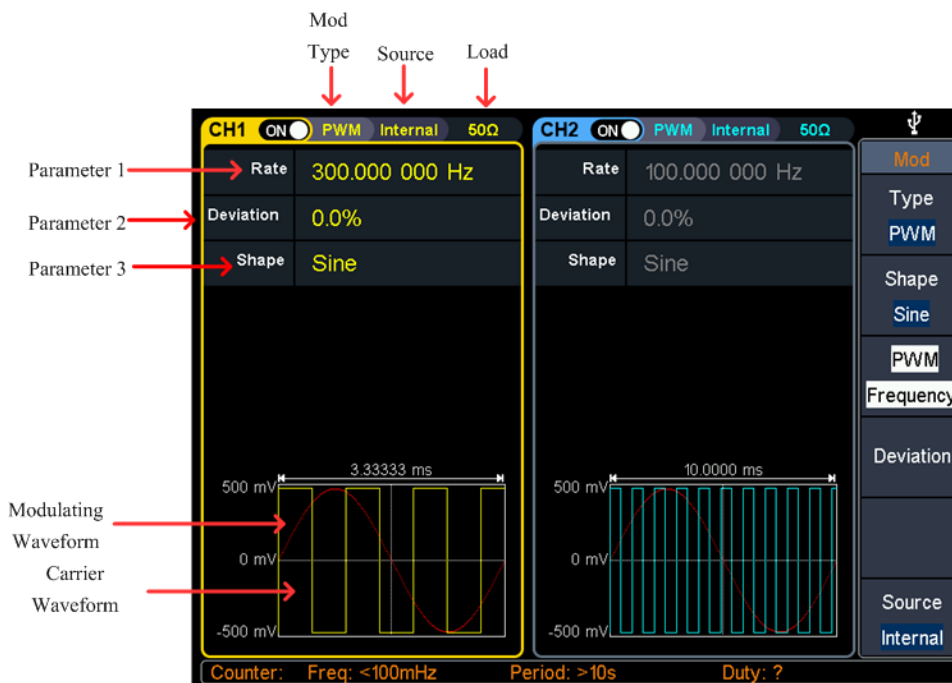 Mod
Type
Source
Load
CH1 ON PWM Internal 50Ω
CH2 ON PWM Internal 50Ω
Parameter 1
Rate 300.000 000 Hz
Parameter 2
Deviation 0.0%
Parameter 3
Shape Sine
Rate 100.000 000 Hz
Deviation 0.0%
Shape Sine
Mod
Type
PWM
Shape
Sine
PWM
Frequency
Deviation
Source
Internal
3.33333 ms
500 mV
0 mV
-500 mV
Modulating
Waveform
Carrier
Waveform
10.0000 ms
500 mV
0 mV
-500 mV
Counter: Freq: <100mHz Period: >10s Duty: ?